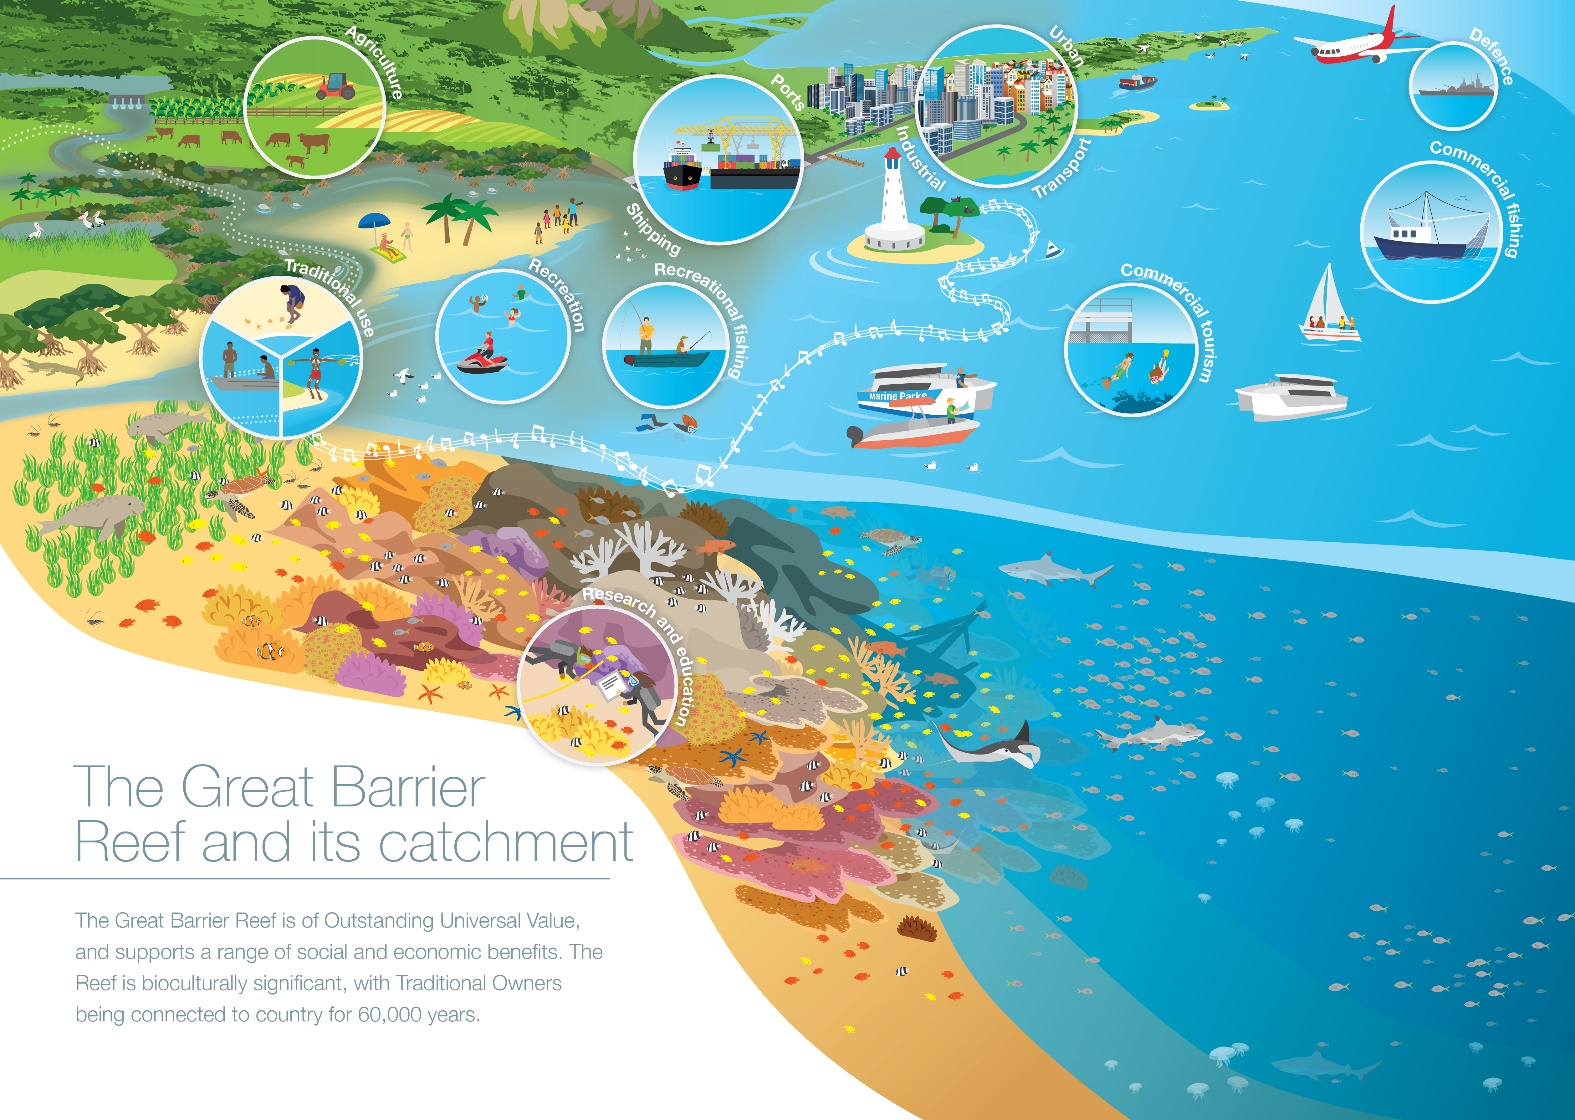 Agriculture
Ports
Shipping
Urban
Industrial
Transport
Defence
Commercial fishing
Traditional use
Recreation
Recreational fishing
Commercial tourism
Marine Parks
Research and education
The Great Barrier
Reef and its catchment
The Great Barrier Reef is of Outstanding Universal Value,
and supports a range of social and economic benefits. The
Reef is bioculturally significant, with Traditional Owners
being connected to country for 60,000 years.